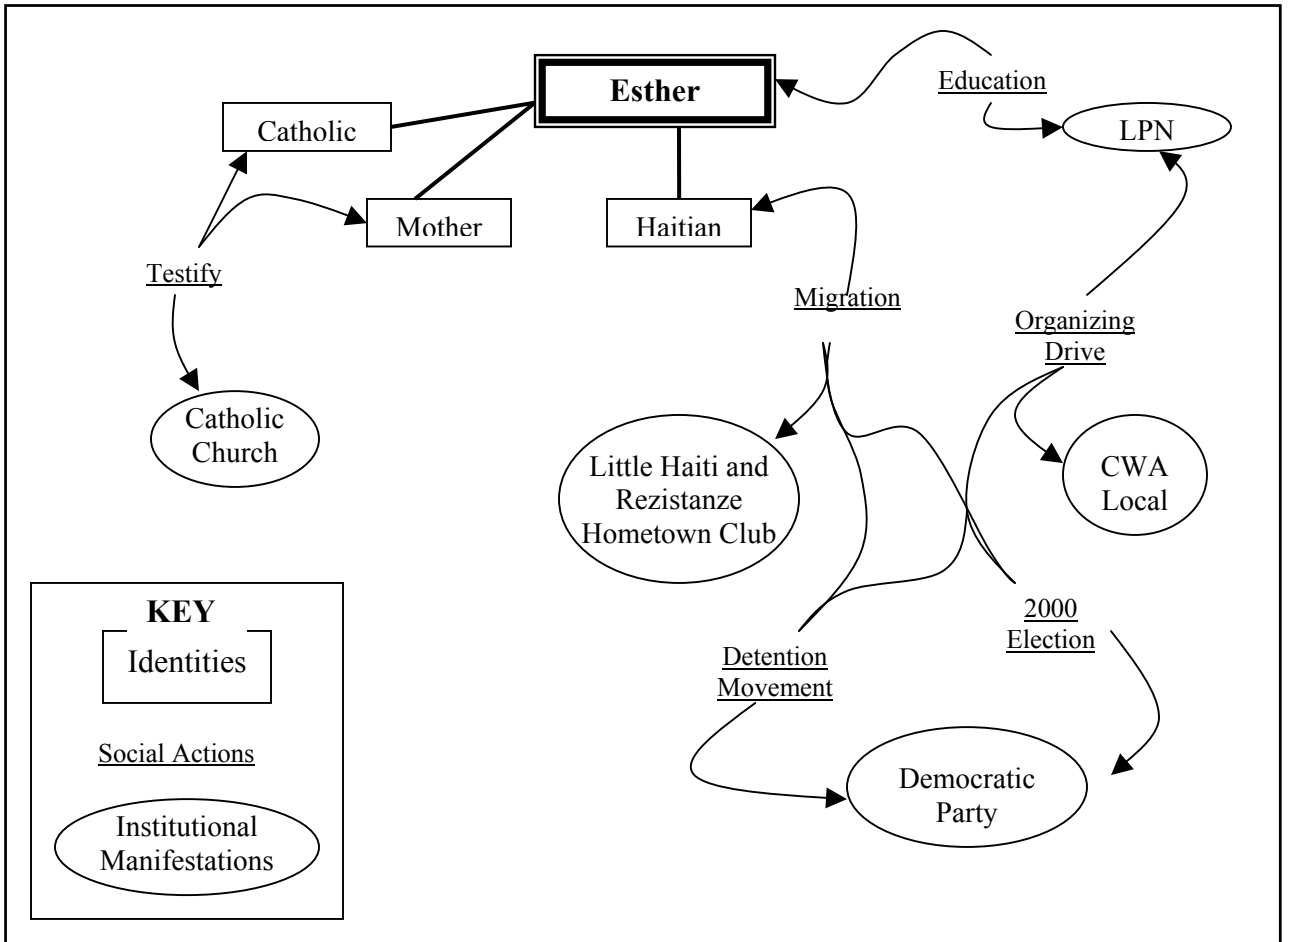 Esther
Education
Catholic
LPN
Mother
Haitian
Testify
Migration
Organizing
Drive
Catholic
Church
Little Haiti and
Rezistanze
Hometown Club
CWA
Local
KEY
Identities
2000
Election
Detention
Movement
Social Actions
Democratic
Party
Institutional
Manifestations